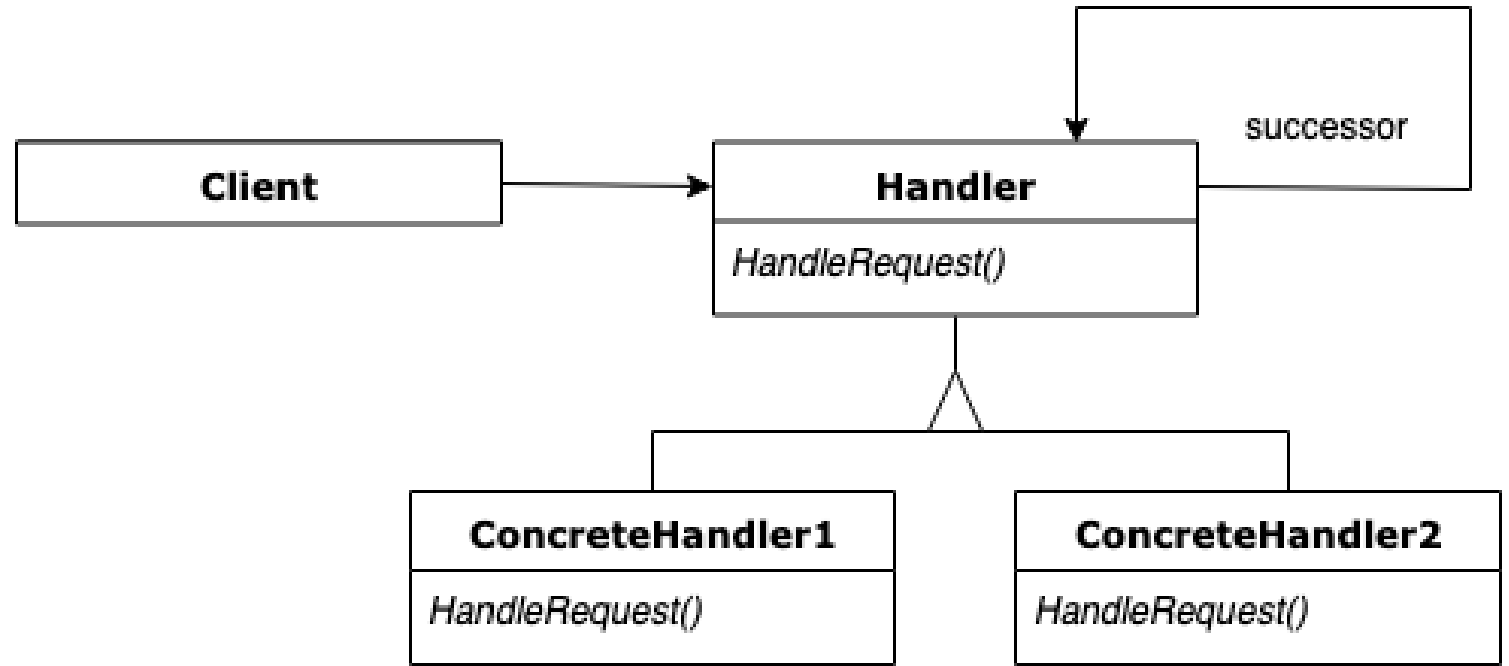 successor
Client
Handler
HandleRequest()
ConcreteHandler1
ConcreteHandler2
HandleRequest()
HandleRequest()